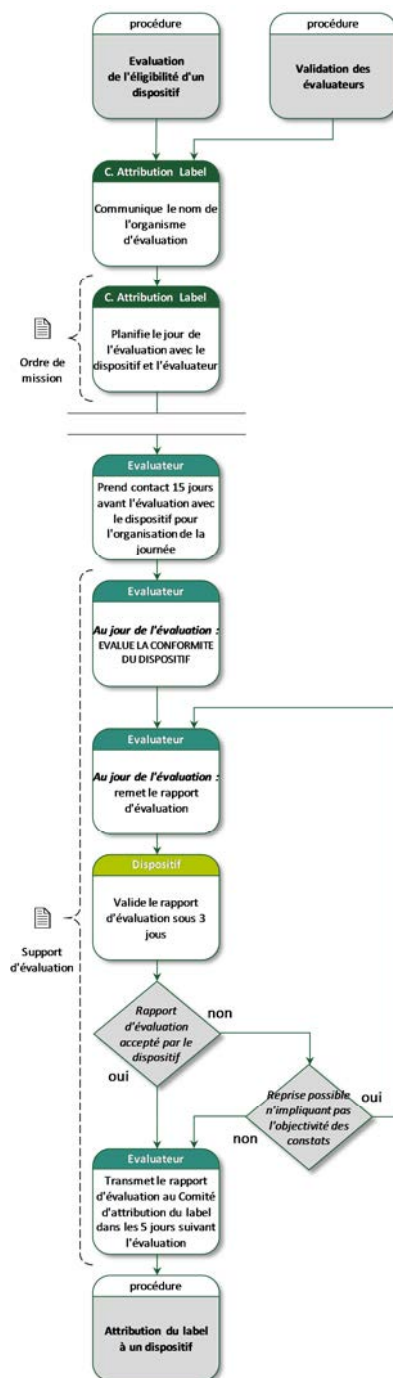 procédure
Evaluation
de l'éligibilité d'un
dispositif
procédure
Validation des
évaluateurs
C. Attribution Label
Communique le nom de
l'organisme
d'évaluation
C. Attribution Label
Planifie le jour de
l'évaluation avec le
dispositif et l'évaluateur
Ordre de
mission
Evaluateur
Prend contact 15 jours
avant l'évaluation avec
le dispositif pour
l'organisation de la
journée
Evaluateur
Au jour de l'évaluation :
EVALUE LA CONFORMITE
DU DISPOSITIF
Evaluateur
Au jour de l'évaluation :
remet le rapport
d'évaluation
Dispositif
Valide le rapport
d'évaluation sous 3
jours
Support
d'évaluation
Rapport
d'évaluation
accepté par le
dispositif
non
oui
Reprise possible
n'impliquant pas
l'objectivité des
constats
oui
non
Evaluateur
Transmet le rapport
d'évaluation au Comité
d'attribution du label
dans les 5 jours suivant
l'évaluation
procédure
Attribution du label
à un dispositif